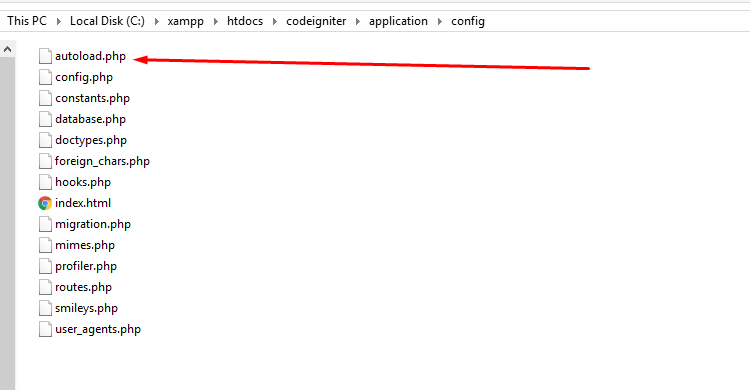 This PC > Local Disk (C:) > xampp > htdocs > codeigniter > application > config
autoload.php
config.php
constants.php
database.php
doctypes.php
foreign_chars.php
hooks.php
index.html
migration.php
mimes.php
profiler.php
routes.php
smileys.php
user_agents.php